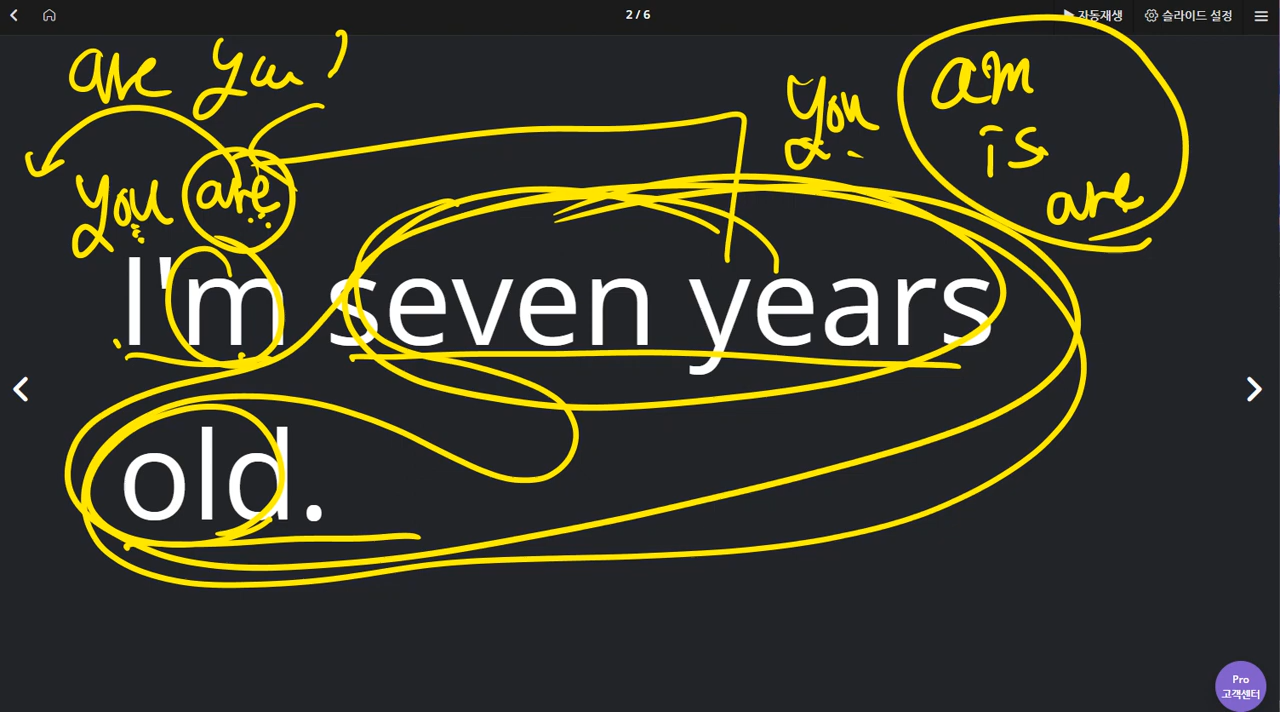 2 / 6
자동재생
슬라이드 설정
are you
you are
you
am
is
are
I'm seven years
old.
Pro
고객센터